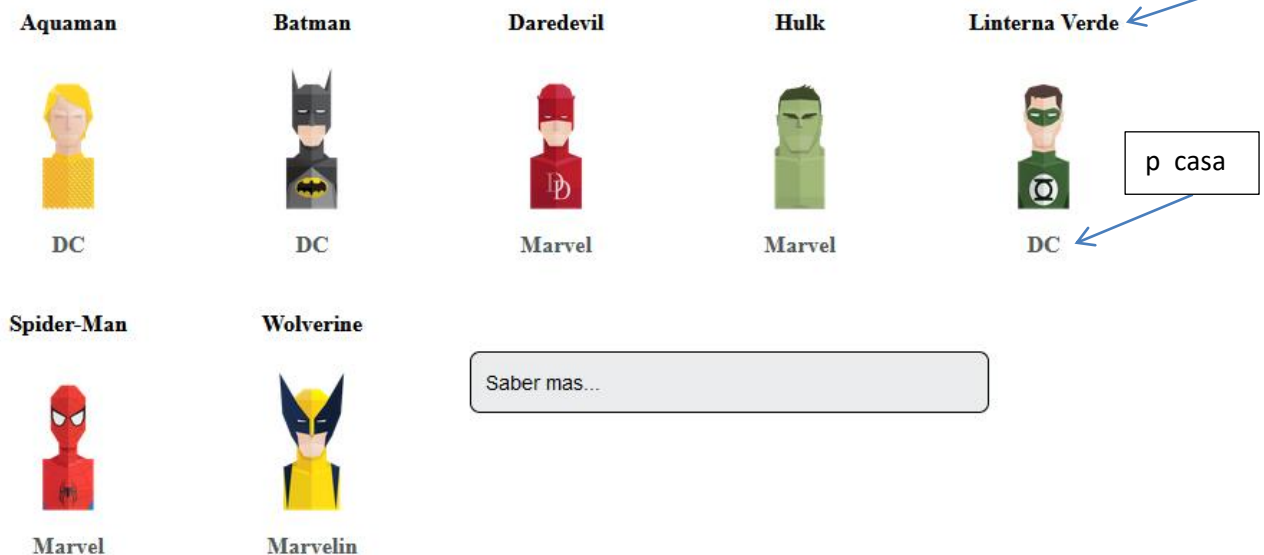 Aquaman Batman Daredevil Hulk Linterna Verde
DD
p casa
DC DC Marvel Marvel DC
Spider-Man Wolverine
Saber mas...
Marvel Marvelin